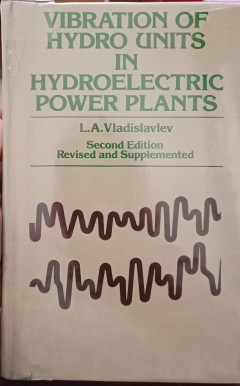 VIBRATION OF
HYDRO UNITS
IN
HYDROELECTRIC
POWER PLANTS
L.A.Vladislavlev
Second Edition
Revised and Supplemented